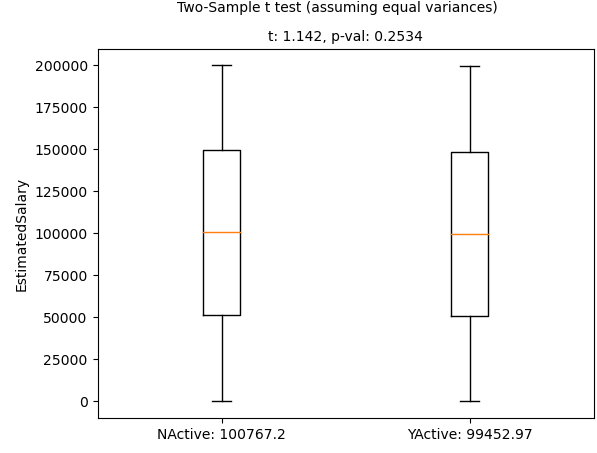 Two-Sample t test (assuming equal variances)
t: 1.142, p-val: 0.2534
200000
175000
150000
125000
100000
75000
50000
25000
0
EstimatedSalary
NActive: 100767.2
YActive: 99452.97